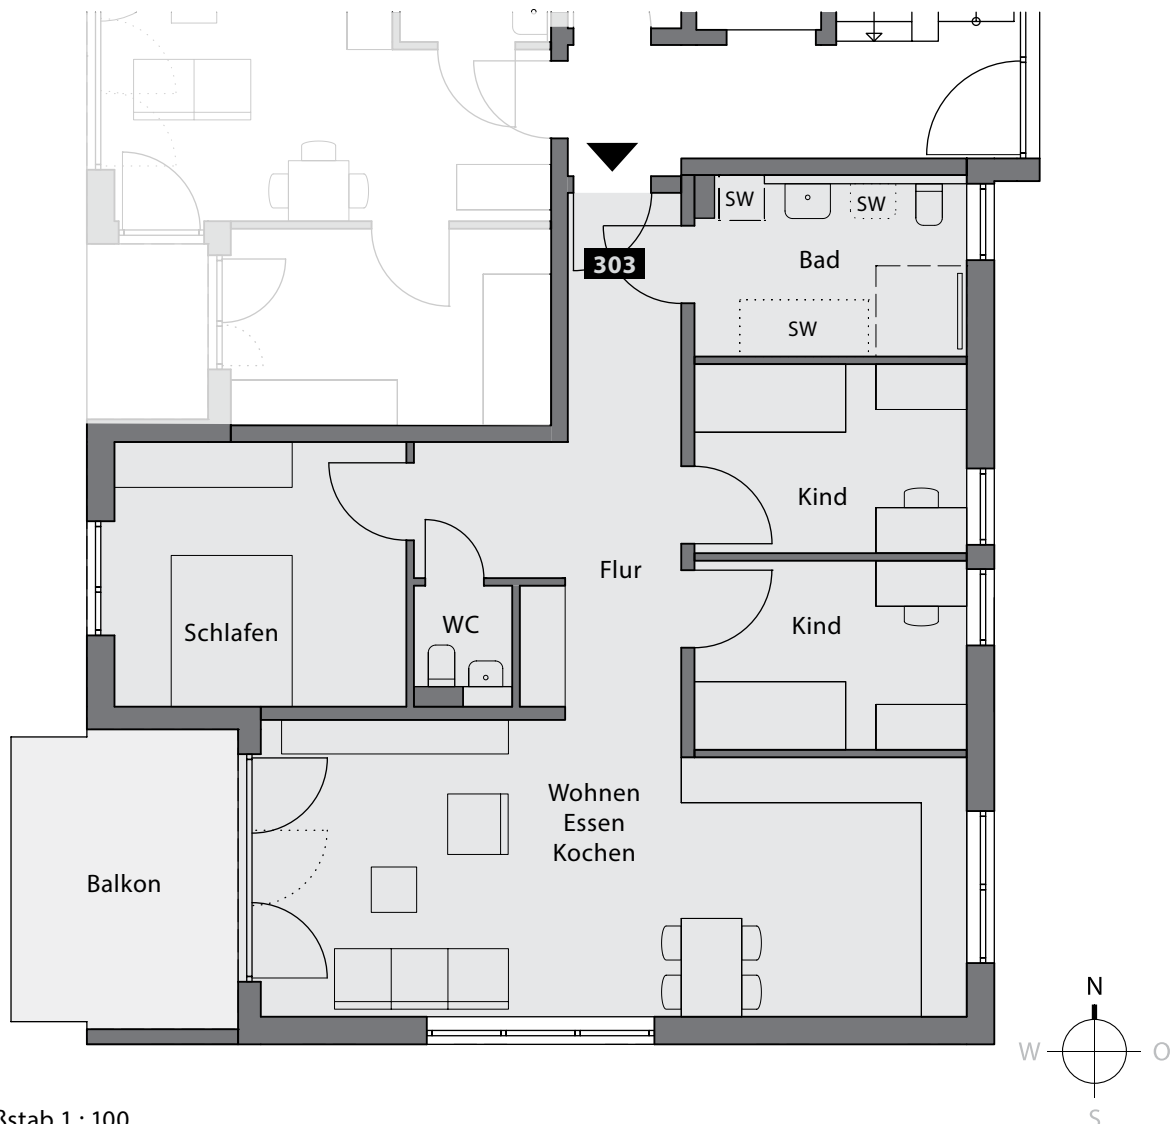 SW
SW
303
Bad
SW
Kind
Flur
WC
Kind
Schlafen
Wohnen
Essen
Kochen
Balkon
N
W
O
S
ßstab 1 : 100